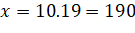 x = 10.19 = 190